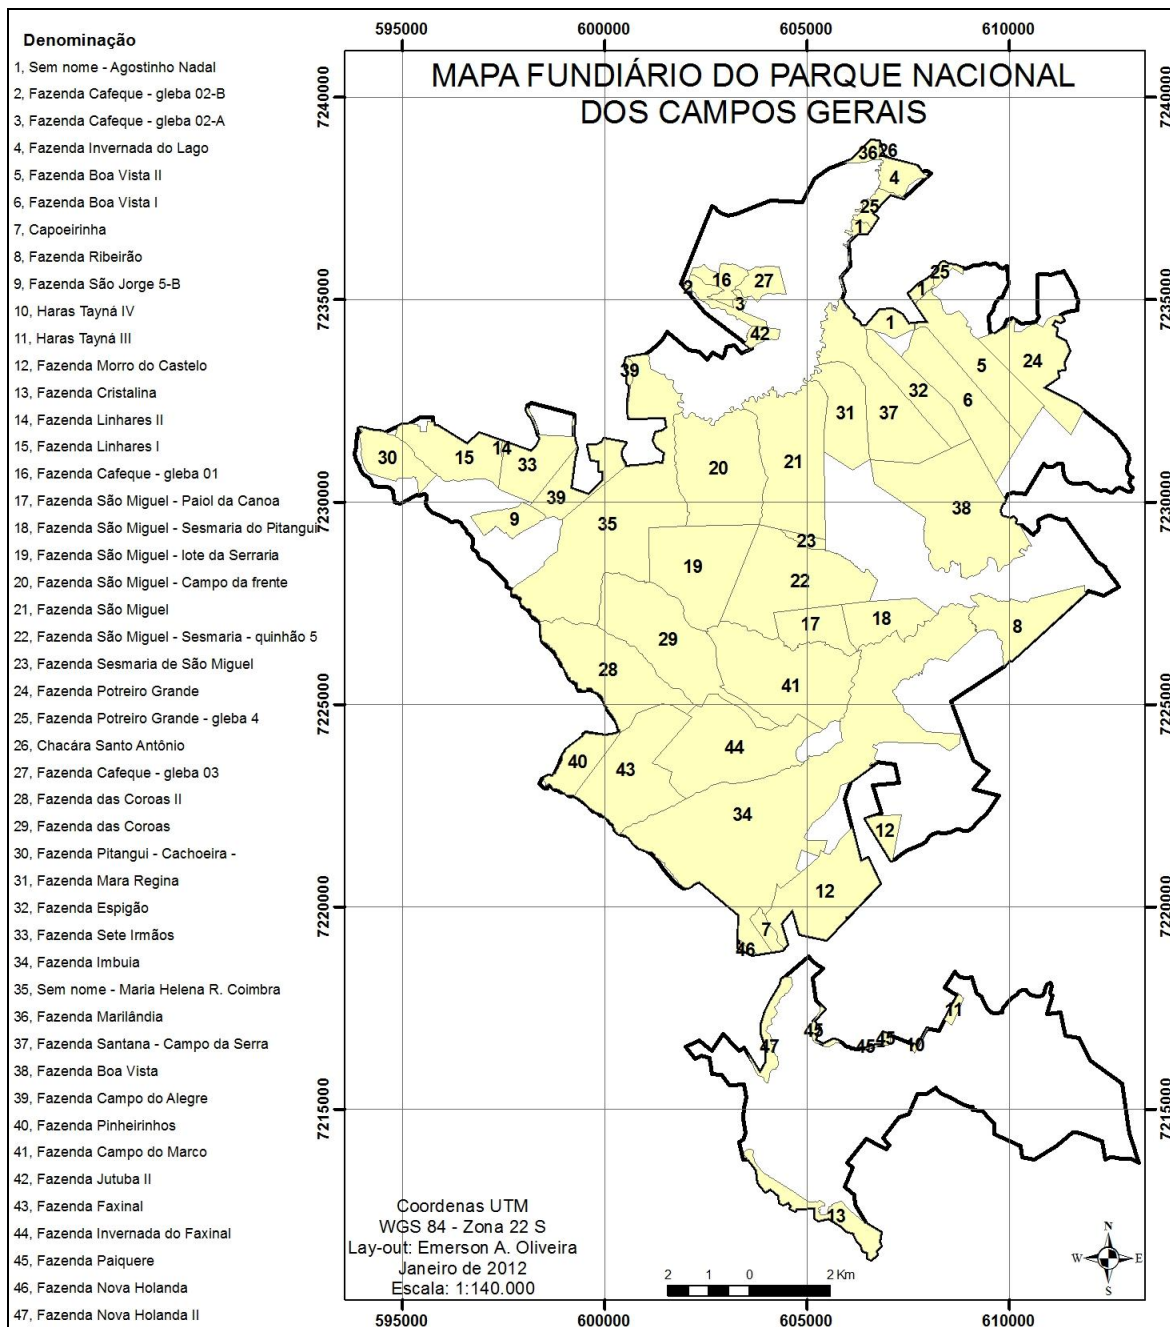 Denominação
1, Sem nome - Agostinho Nadal
2, Fazenda Cafeque - gleba 02-B
3, Fazenda Cafeque - gleba 02-A
4, Fazenda Invernada do Lago
5, Fazenda Boa Vista II
6, Fazenda Boa Vista I
7, Capoeirinha
8, Fazenda Ribeirão
9, Fazenda São Jorge 5-B
10, Haras Tayná IV
11, Haras Tayná III
12, Fazenda Morro do Castelo
13, Fazenda Cristalina
14, Fazenda Linhares II
15, Fazenda Linhares I
16, Fazenda Cafeque - gleba 01
17, Fazenda São Miguel - Paiol da Canoa
18, Fazenda São Miguel - Sesmaria do Pitangui
19, Fazenda São Miguel - lote da Serraria
20, Fazenda São Miguel - Campo da frente
21, Fazenda São Miguel
22, Fazenda São Miguel - Sesmaria - quinhão 5
23, Fazenda Sesmaria de São Miguel
24, Fazenda Potreiro Grande
25, Fazenda Potreiro Grande - gleba 4
26, Chacára Santo Antônio
27, Fazenda Cafeque - gleba 03
28, Fazenda das Coroas II
29, Fazenda das Coroas
30, Fazenda Pitangui - Cachoeira -
31, Fazenda Mara Regina
32, Fazenda Espigão
33, Fazenda Sete Irmãos
34, Fazenda Imbuia
35, Sem nome - Maria Helena R. Coimbra
36, Fazenda Marilândia
37, Fazenda Santana - Campo da Serra
38, Fazenda Boa Vista
39, Fazenda Campo do Alegre
40, Fazenda Pinheirinhos
41, Fazenda Campo do Marco
42, Fazenda Jutuba II
43, Fazenda Faxinal
44, Fazenda Invernada do Faxinal
45, Fazenda Paiquere
46, Fazenda Nova Holanda
47, Fazenda Nova Holanda II
595000 600000 605000 610000
MAPA FUNDIÁRIO DO PARQUE NACIONAL
DOS CAMPOS GERAIS
7240000 7240000
36 26
4
25
1
25
16 27
2 1
7235000 3 7235000
1
42
39 5 24
32 6
31 37
14
30 15 33 20 21
39
7230000 7230000
9 35 38
23
19 22
17 18 8
29
28 41
7225000 7225000
44
40 43
34
12
12
7220000 7220000
7
46
11
45
47 45 45 10
7215000 7215000
13
Coordenas UTM
WGS 84 - Zona 22 S
Lay-out: Emerson A. Oliveira
Janeiro de 2012
Escala: 1:140.000
2 1 0 2 Km
N
W E
S
595000 600000 605000 610000